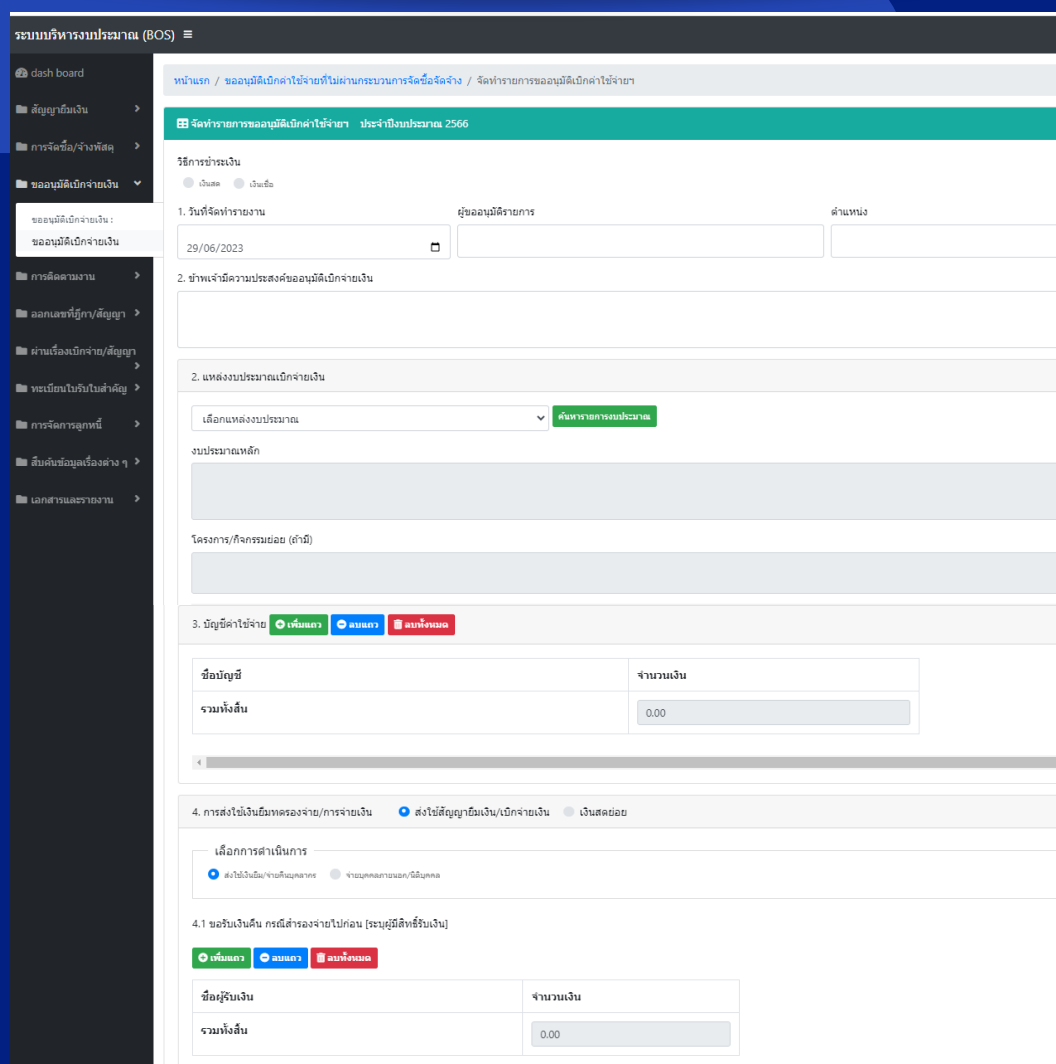 ระบบบริหารงบประมาณ (BOS)
dash board
สัญญายืมเงิน
การจัดซื้อ/จ้างพัสดุ
ขออนุมัติเบิกจ่ายเงิน
ขออนุมัติเบิกจ่ายเงิน :
ขออนุมัติเบิกจ่ายเงิน
การติดตามงาน
ออกเลขที่ฎีกา/สัญญา
ผ่านเรื่องเบิกจ่าย/สัญญา
ทะเบียนใบรับใบสำคัญ
การจัดการลูกหนี้
สืบค้นข้อมูลเรื่องต่าง ๆ
เอกสารและรายงาน
หน้าแรก / ขออนุมัติเบิกค่าใช้จ่ายที่ไม่ผ่านกระบวนการจัดซื้อจัดจ้าง / จัดทำรายการขออนุมัติเบิกค่าใช้จ่ายฯ
จัดทำรายการขออนุมัติเบิกค่าใช้จ่ายฯ ประจำปีงบประมาณ 2566
วิธีการชำระเงิน
เงินสด เงินเชื่อ
1. วันที่จัดทำรายงาน ผู้ขออนุมัติรายการ ตำแหน่ง
29/06/2023
2. ข้าพเจ้ามีความประสงค์ขออนุมัติเบิกจ่ายเงิน
2. แหล่งงบประมาณเบิกจ่ายเงิน
เลือกแหล่งงบประมาณ ค้นหารายการงบประมาณ
งบประมาณหลัก
โครงการ/กิจกรรมย่อย (ถ้ามี)
3. บัญชีค่าใช้จ่าย เพิ่มแถว ลบแถว ลบทั้งหมด
ชื่อบัญชี จำนวนเงิน
รวมทั้งสิ้น 0.00
4. การส่งใช้เงินยืมทดรองจ่าย/การจ่ายเงิน ส่งใช้สัญญายืมเงิน/เบิกจ่ายเงิน เงินสดย่อย
เลือกการดำเนินการ
ส่งใช้เงินยืม/จ่ายคืนบุคลากร จ่ายบุคคลภายนอก/นิติบุคคล
4.1 ขอรับเงินคืน กรณีสำรองจ่ายไปก่อน [ระบุผู้มีสิทธิ์รับเงิน]
เพิ่มแถว ลบแถว ลบทั้งหมด
ชื่อผู้รับเงิน จำนวนเงิน
รวมทั้งสิ้น 0.00